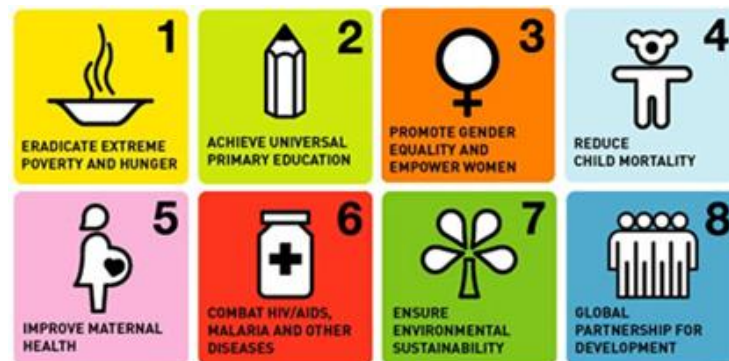 1
ERADICATE EXTREME
POVERTY AND HUNGER
2
ACHIEVE UNIVERSAL
PRIMARY EDUCATION
3
PROMOTE GENDER
EQUALITY AND
EMPOWER WOMEN
4
REDUCE
CHILD MORTALITY
5
IMPROVE MATERNAL
HEALTH
6
COMBAT HIV/AIDS,
MALARIA AND OTHER
DISEASES
7
ENSURE
ENVIRONMENTAL
SUSTAINABILITY
8
GLOBAL
PARTNERSHIP FOR
DEVELOPMENT